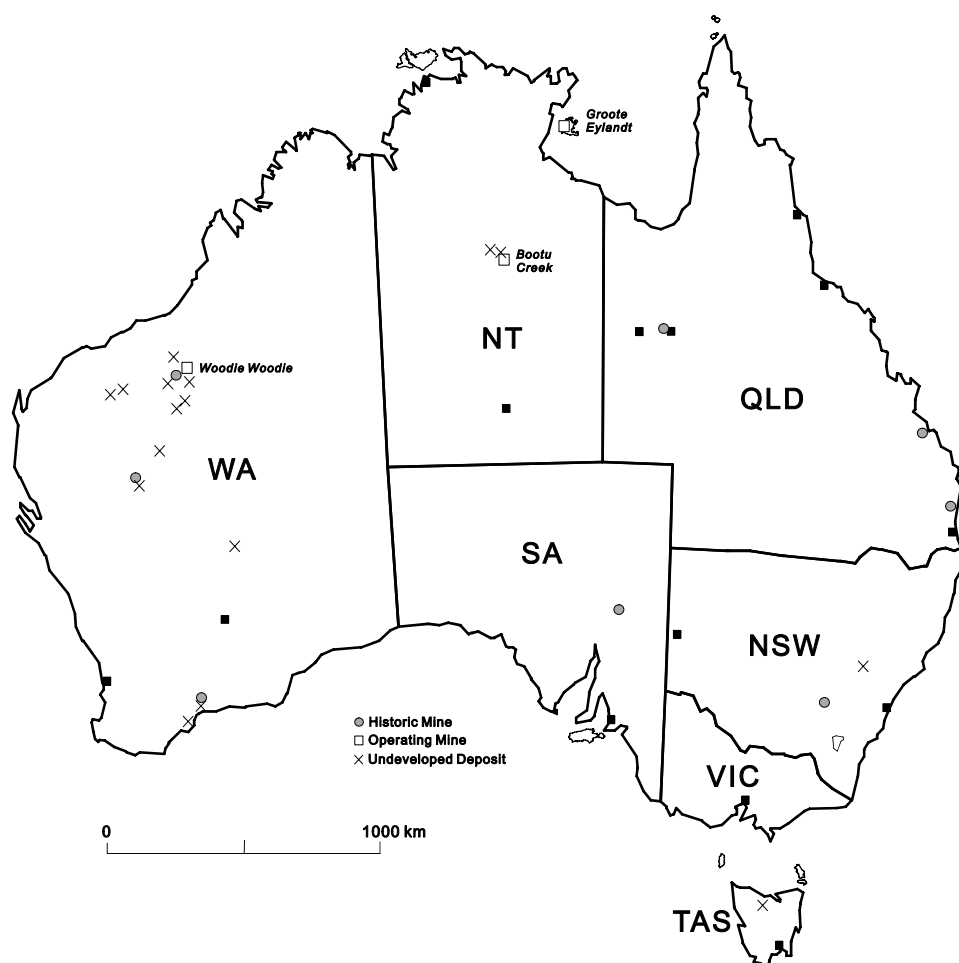 Groote
Eylandt
Bootu
Creek
NT
Woodie Woodie
QLD
WA
SA
NSW
Historic Mine
Operating Mine
Undeveloped Deposit
VIC
0 1000 km
TAS